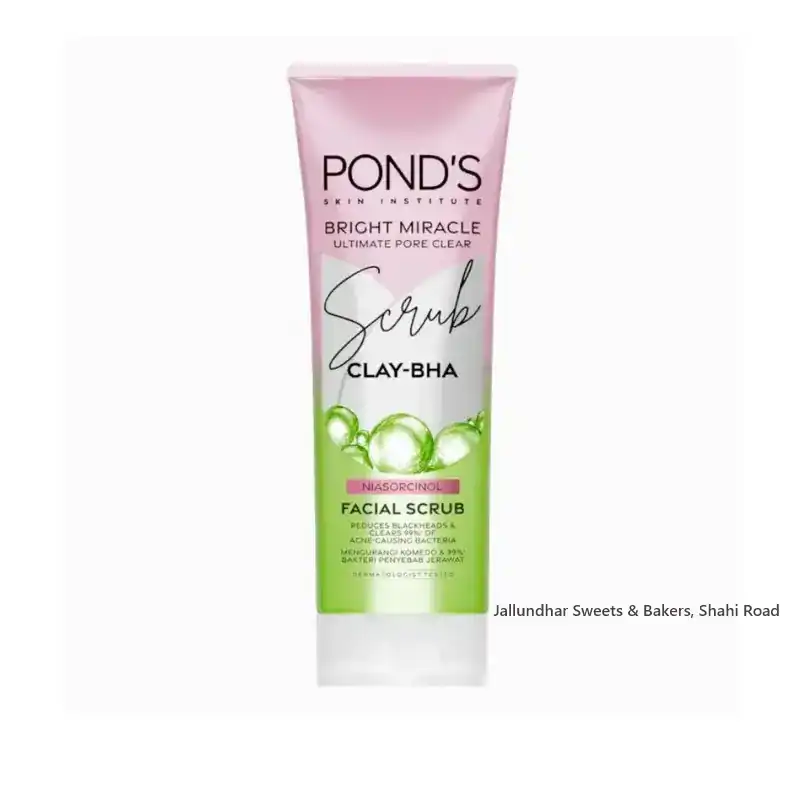 POND'S
SKIN INSTITUTE
BRIGHT MIRACLE
ULTIMATE PORE CLEAR
Scrub
CLAY-BHA
NIASORCINOL
FACIAL SCRUB
REDUCES BLACKHEADS &
CLEARS 99%* OF
ACNE-CAUSING BACTERIA
MENGURANGI KOMEDO & 99%*
BAKTERI PENYEBAB JERAWAT
DERMATOLOGIST TESTED
Jallundhar Sweets & Bakers, Shahi Road